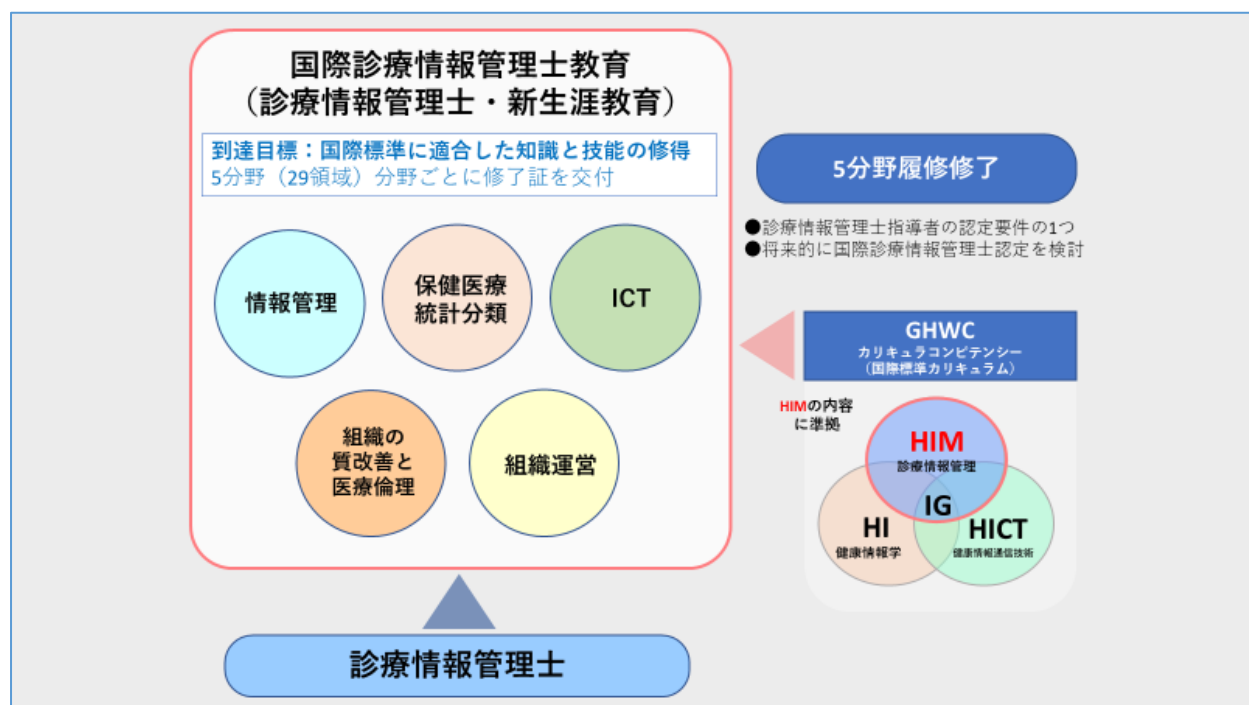 国際診療情報管理士教育
（診療情報管理士・新生涯教育）
到達目標：国際標準に適合した知識と技能の修得
5分野（29領域）分野ごとに修了証を交付
情報管理
保健医療
統計分類
ICT
組織の
質改善と
医療倫理
組織運営
診療情報管理士
5分野履修修了
●診療情報管理士指導者の認定要件の1つ
●将来的に国際診療情報管理士認定を検討
GHWC
カリキュラコンピテンシー
（国際標準カリキュラム）
HIMの内容
に準拠
HIM
診療情報管理
IG
HI
健康情報学
HICT
健康情報通信技術